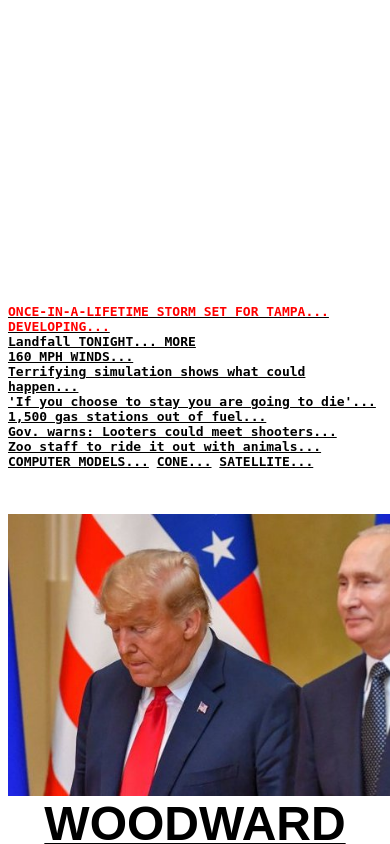 ONCE-IN-A-LIFETIME STORM SET FOR TAMPA...
DEVELOPING...
Landfall TONIGHT... MORE
160 MPH WINDS...
Terrifying simulation shows what could
happen...
'If you choose to stay you are going to die'...
1,500 gas stations out of fuel...
Gov. warns: Looters could meet shooters...
Zoo staff to ride it out with animals...
COMPUTER MODELS... CONE... SATELLITE...
WOODWARD